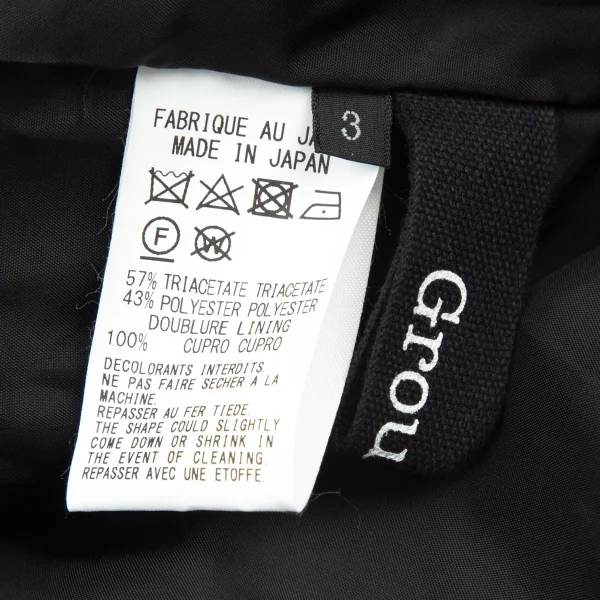 FABRIQUE AU
MADE IN JAPAN
3
F
W
57% TRIACETATE TRIACETATE
43% POLYESTER POLYESTER
DOUBLURE LINING
100% CUPRO CUPRO
DECOLORANTS INTERDITS
NE PAS FAIRE SECHER A LA
MACHINE.
REPASSER AU FER TIEDE.
THE SHAPE COULD SLIGHTLY
COME DOWN OR SHRINK IN
THE EVENT OF CLEANING.
REPASSER AVEC UNE ETOFFE.
Grou